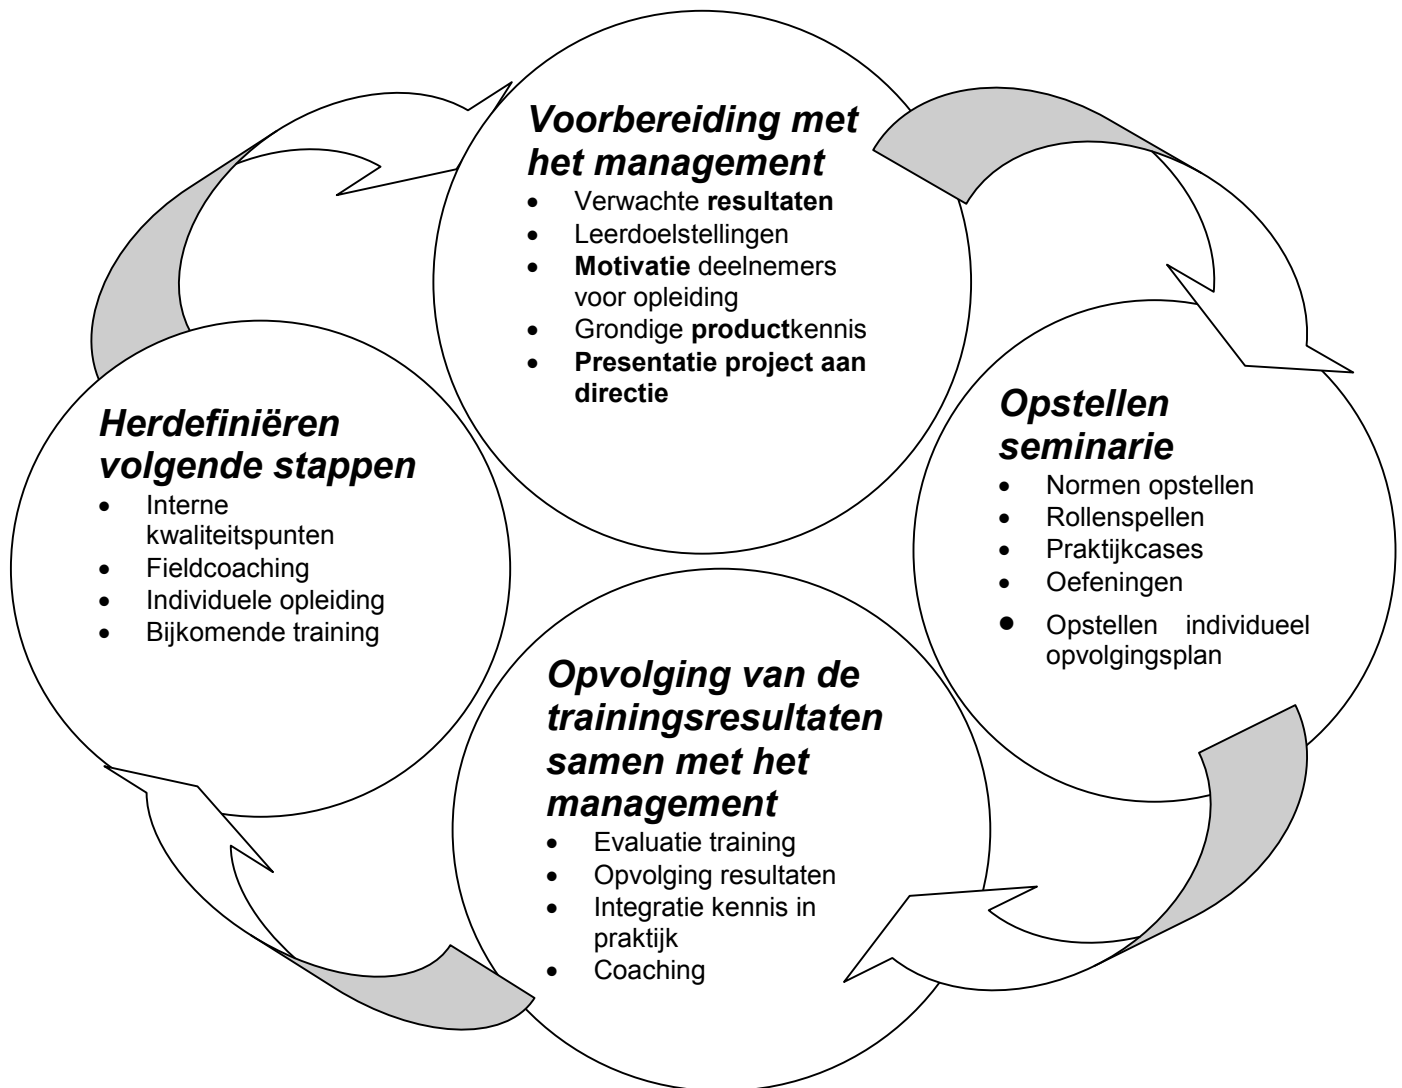 Voorbereiding met
het management
• Verwachte resultaten
• Leerdoelstellingen
• Motivatie deelnemers
voor opleiding
• Grondige productkennis
• Presentatie project aan
directie
Opstellen
seminarie
• Normen opstellen
• Rollenspellen
• Praktijkcases
• Oefeningen
• Opstellen individueel
opvolgingsplan
Opvolging van de
trainingsresultaten
samen met het
management
• Evaluatie training
• Opvolging resultaten
• Integratie kennis in
praktijk
• Coaching
Herdefiniëren
volgende stappen
• Interne
kwaliteitspunten
• Fieldcoaching
• Individuele opleiding
• Bijkomende training